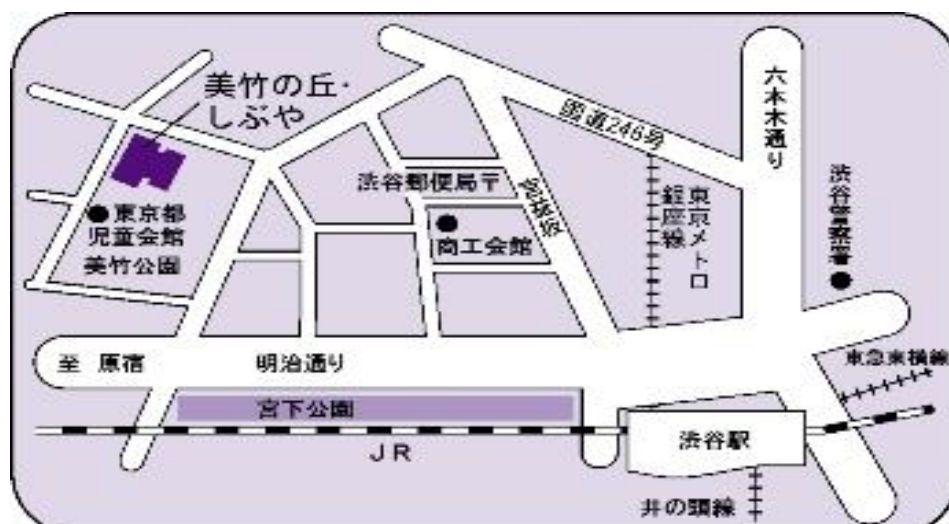 美竹の丘・
しぶや
国道246号
六本木通り
渋谷郵便局〒
宮益坂
東京メトロ
銀座線
渋谷警察署
東京都
児童会館
美竹公園
商工会館
至 原宿
明治通り
東急東横線
宮下公園
渋谷駅
JR
井の頭線